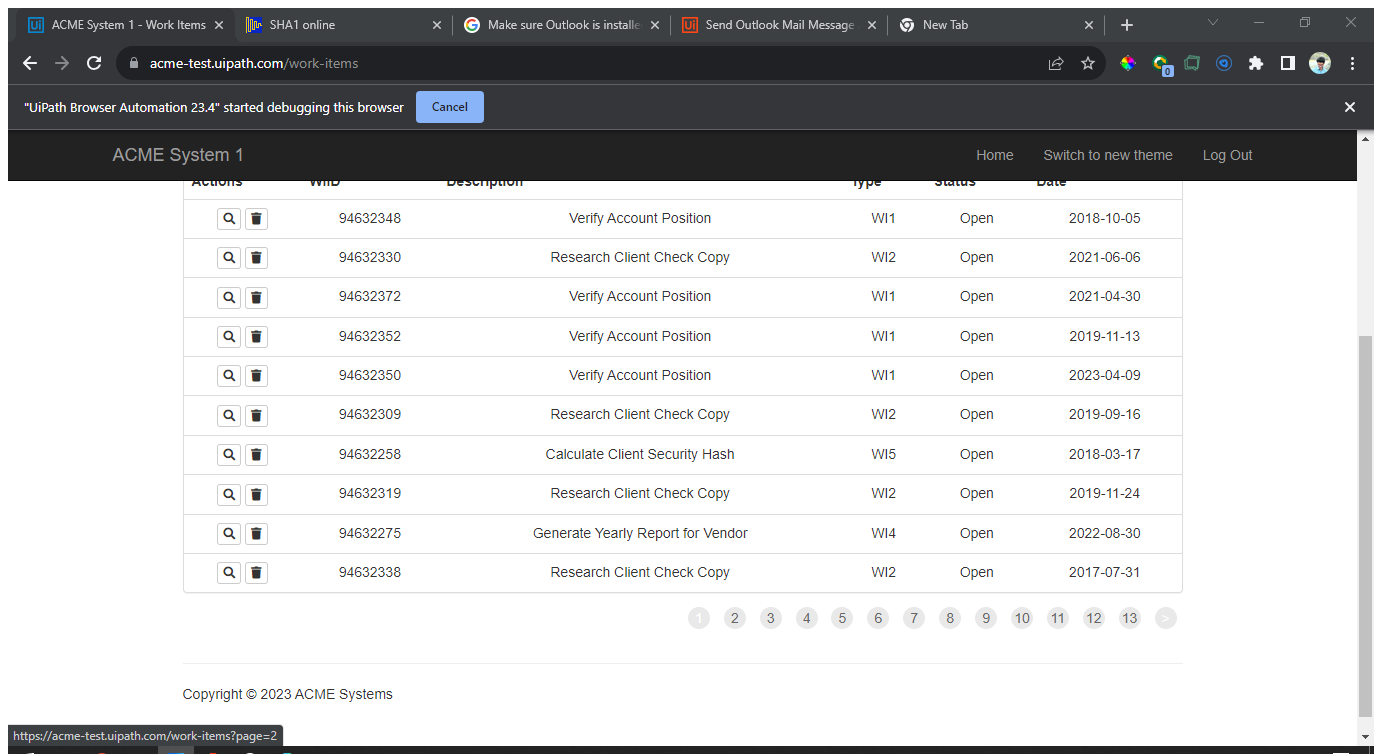 ACME System 1 - Work Items SHA1 online Make sure Outlook is installe Send Outlook Mail Message New Tab
acme-test.uipath.com/work-items 0
"UiPath Browser Automation 23.4" started debugging this browser Cancel
ACME System 1 Home Switch to new theme Log Out
Actions WIID Description Type Status Date
94632348 Verify Account Position WI1 Open 2018-10-05
94632330 Research Client Check Copy WI2 Open 2021-06-06
94632372 Verify Account Position WI1 Open 2021-04-30
94632352 Verify Account Position WI1 Open 2019-11-13
94632350 Verify Account Position WI1 Open 2023-04-09
94632309 Research Client Check Copy WI2 Open 2019-09-16
94632258 Calculate Client Security Hash WI5 Open 2018-03-17
94632319 Research Client Check Copy WI2 Open 2019-11-24
94632275 Generate Yearly Report for Vendor WI4 Open 2022-08-30
94632338 Research Client Check Copy WI2 Open 2017-07-31
1 2 3 4 5 6 7 8 9 10 11 12 13 >
Copyright © 2023 ACME Systems
https://acme-test.uipath.com/work-items?page=2